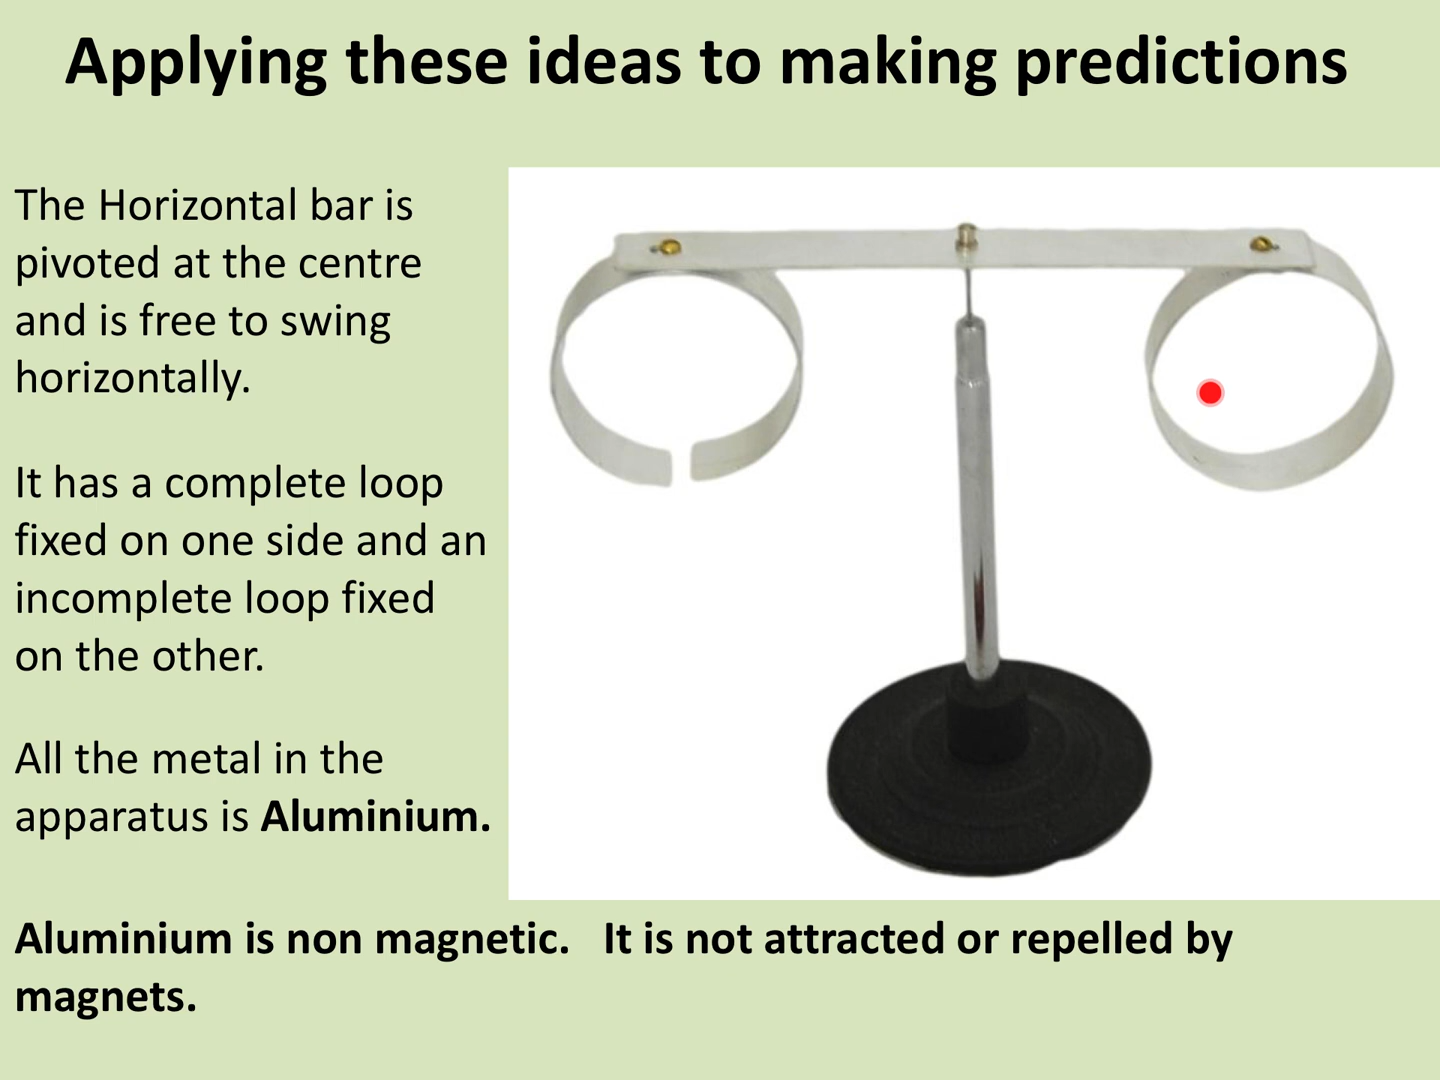 Applying these ideas to making predictions
The Horizontal bar is
pivoted at the centre
and is free to swing
horizontally.
It has a complete loop
fixed on one side and an
incomplete loop fixed
on the other.
All the metal in the
apparatus is Aluminium.
Aluminium is non magnetic.   It is not attracted or repelled by
magnets.